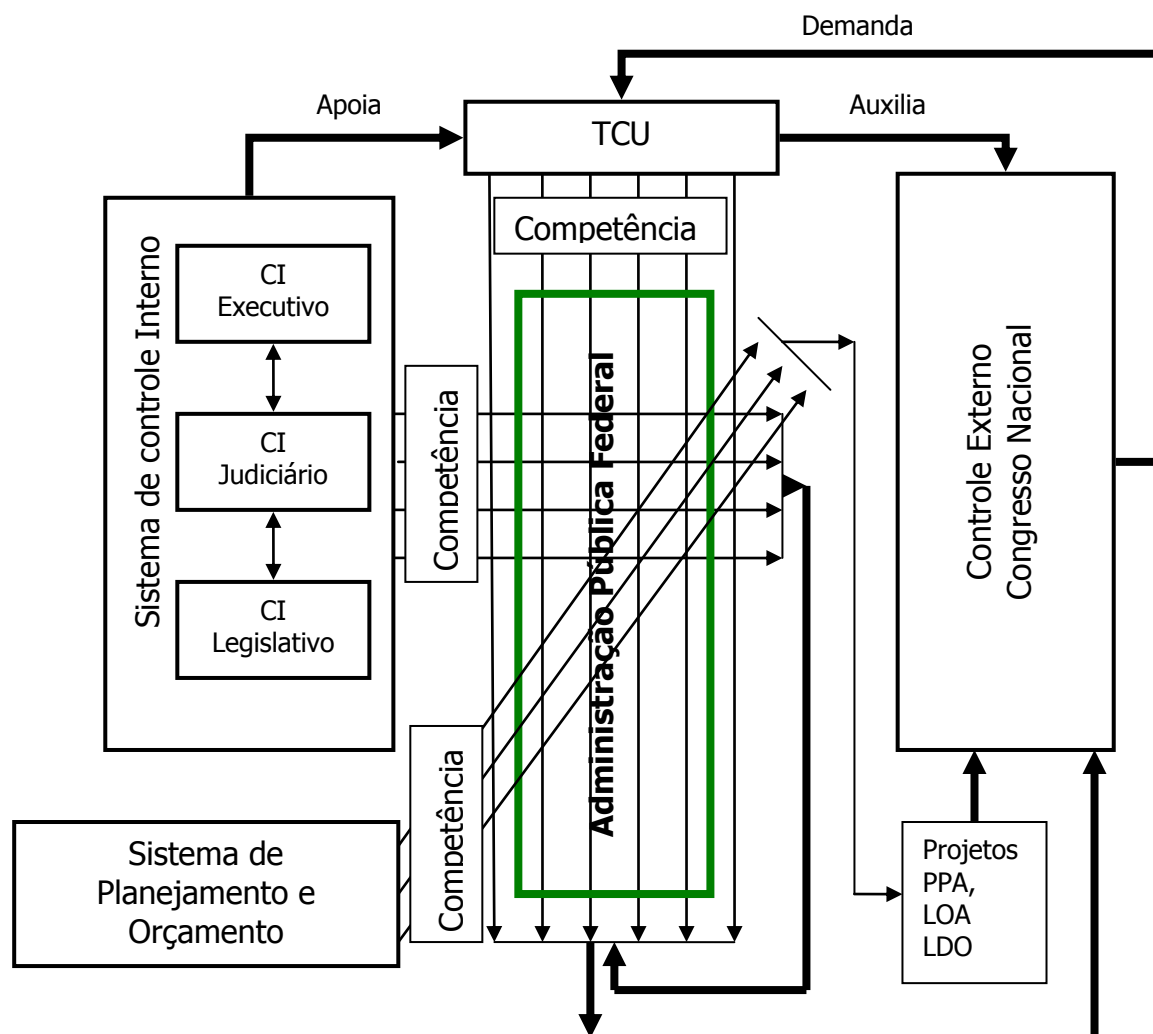 Demanda
Apoia
TCU
Auxilia
Competência
Sistema de controle Interno
CI
Executivo
CI
Judiciário
CI
Legislativo
Competência
Administração Pública Federal
Controle Externo
Congresso Nacional
Competência
Sistema de
Planejamento e
Orçamento
Projetos
PPA,
LOA
LDO